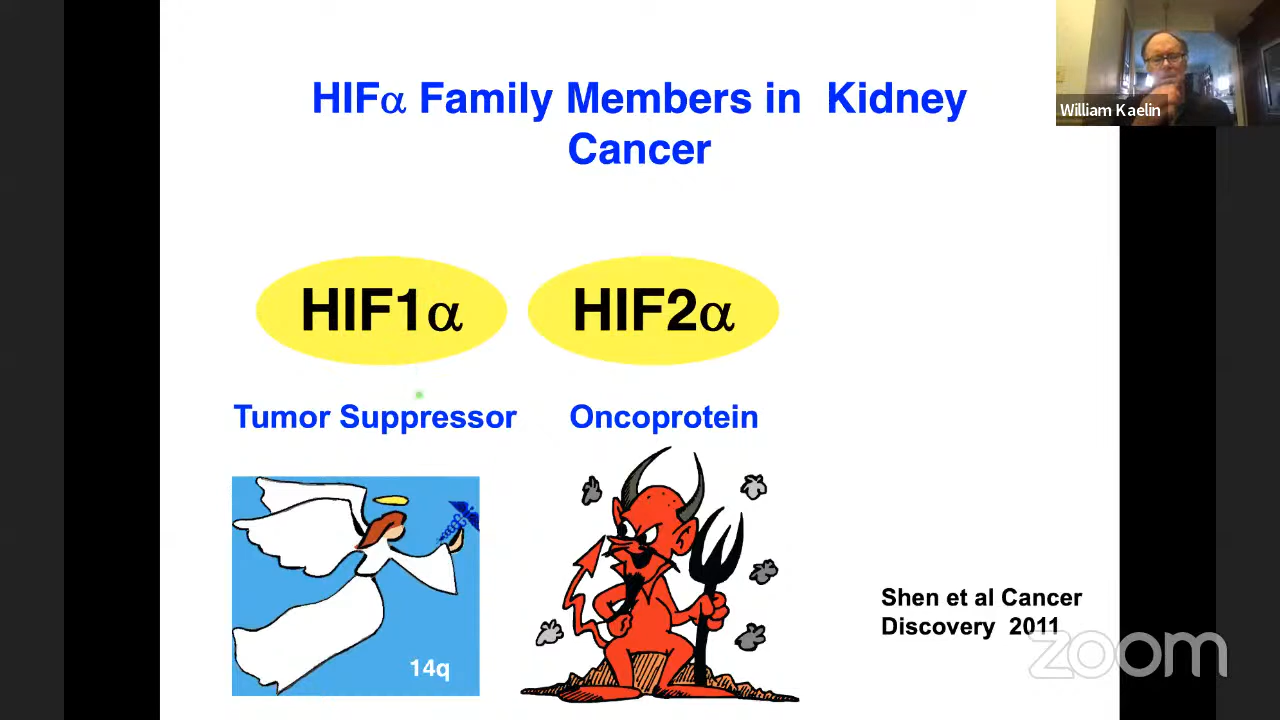 HIFα Family Members in Kidney
Cancer
William Kaelin
HIF1α
HIF2α
Tumor Suppressor
Oncoprotein
14q
Shen et al Cancer
Discovery 2011
zoom